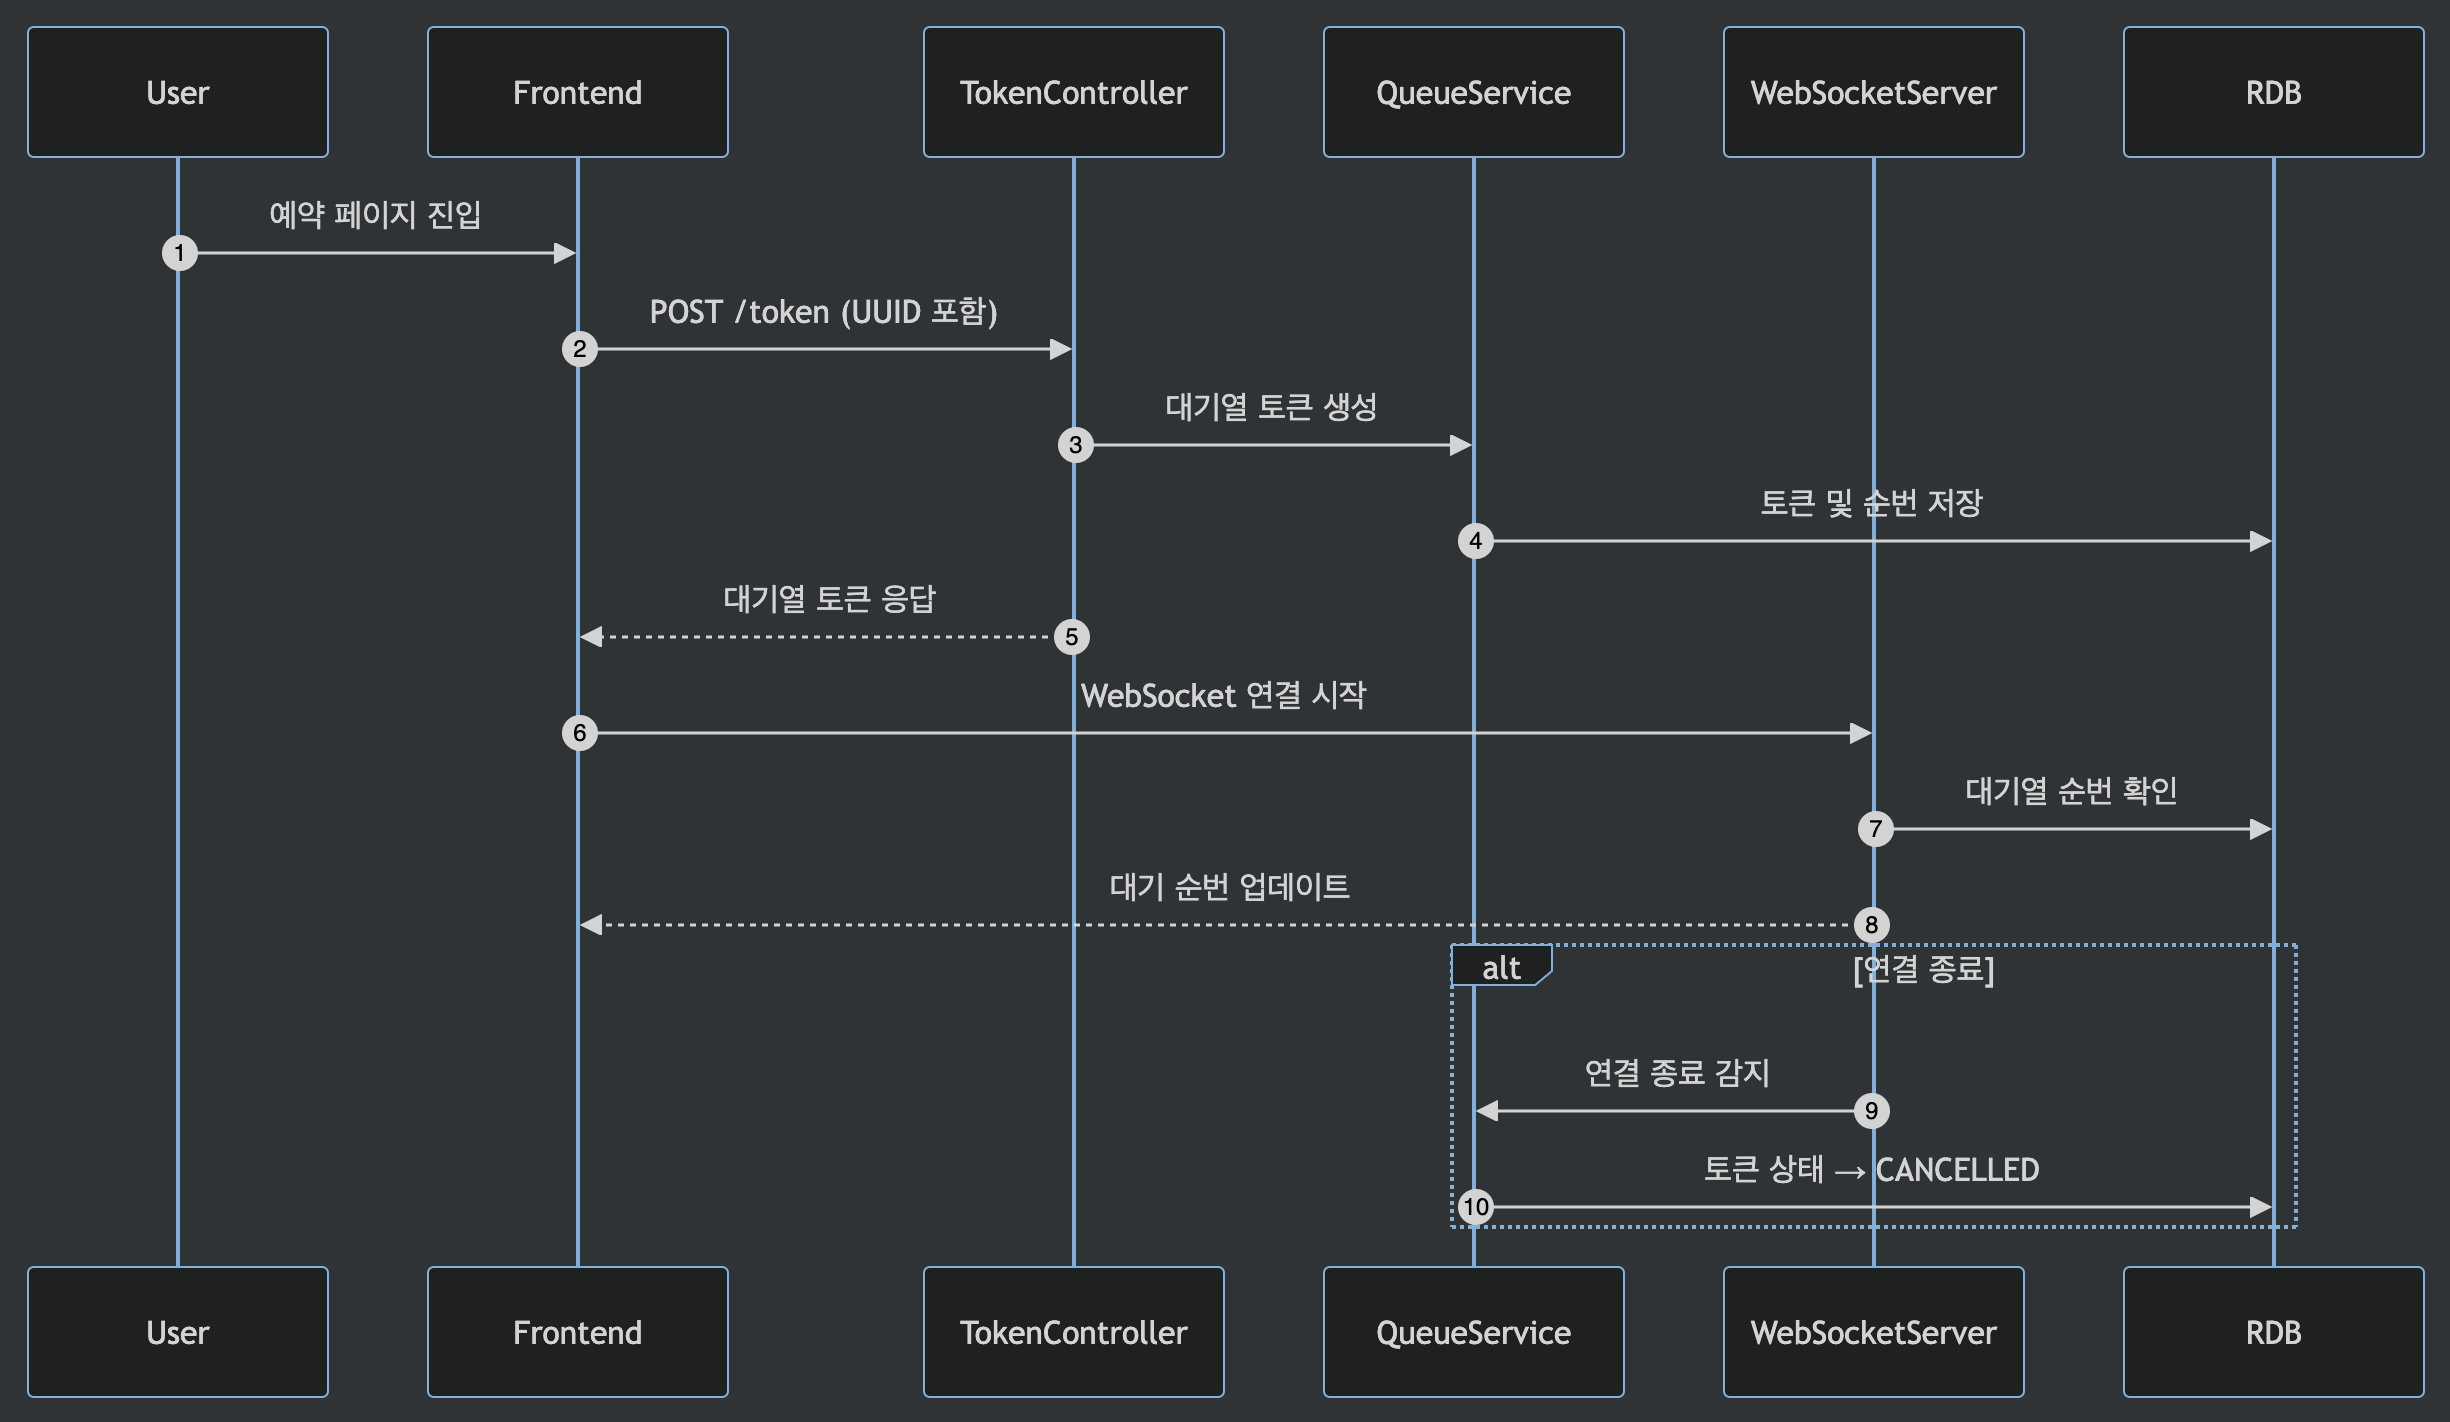 User
Frontend
TokenController
QueueService
WebSocketServer
RDB
예약 페이지 진입
1
POST /token (UUID 포함)
2
대기열 토큰 생성
3
토큰 및 순번 저장
4
대기열 토큰 응답
5
WebSocket 연결 시작
6
대기열 순번 확인
7
대기 순번 업데이트
8
alt
[연결 종료]
연결 종료 감지
9
토큰 상태 → CANCELLED
10
User
Frontend
TokenController
QueueService
WebSocketServer
RDB